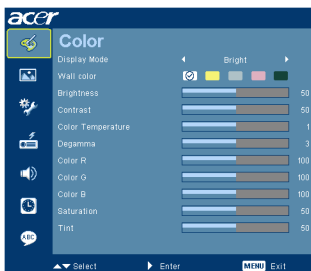 acer
Color
Display Mode Bright
Wall color
Brightness 50
Contrast 50
Color Temperature 1
Degamma 3
Color R 100
Color G 100
Color B 100
Saturation 50
Tint 50
ABC
Select Enter MENU Exit